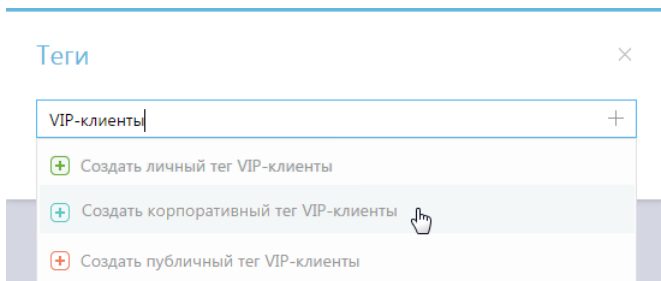 Теги
VIP-клиенты
Создать личный тег VIP-клиенты
Создать корпоративный тег VIP-клиенты
Создать публичный тег VIP-клиенты